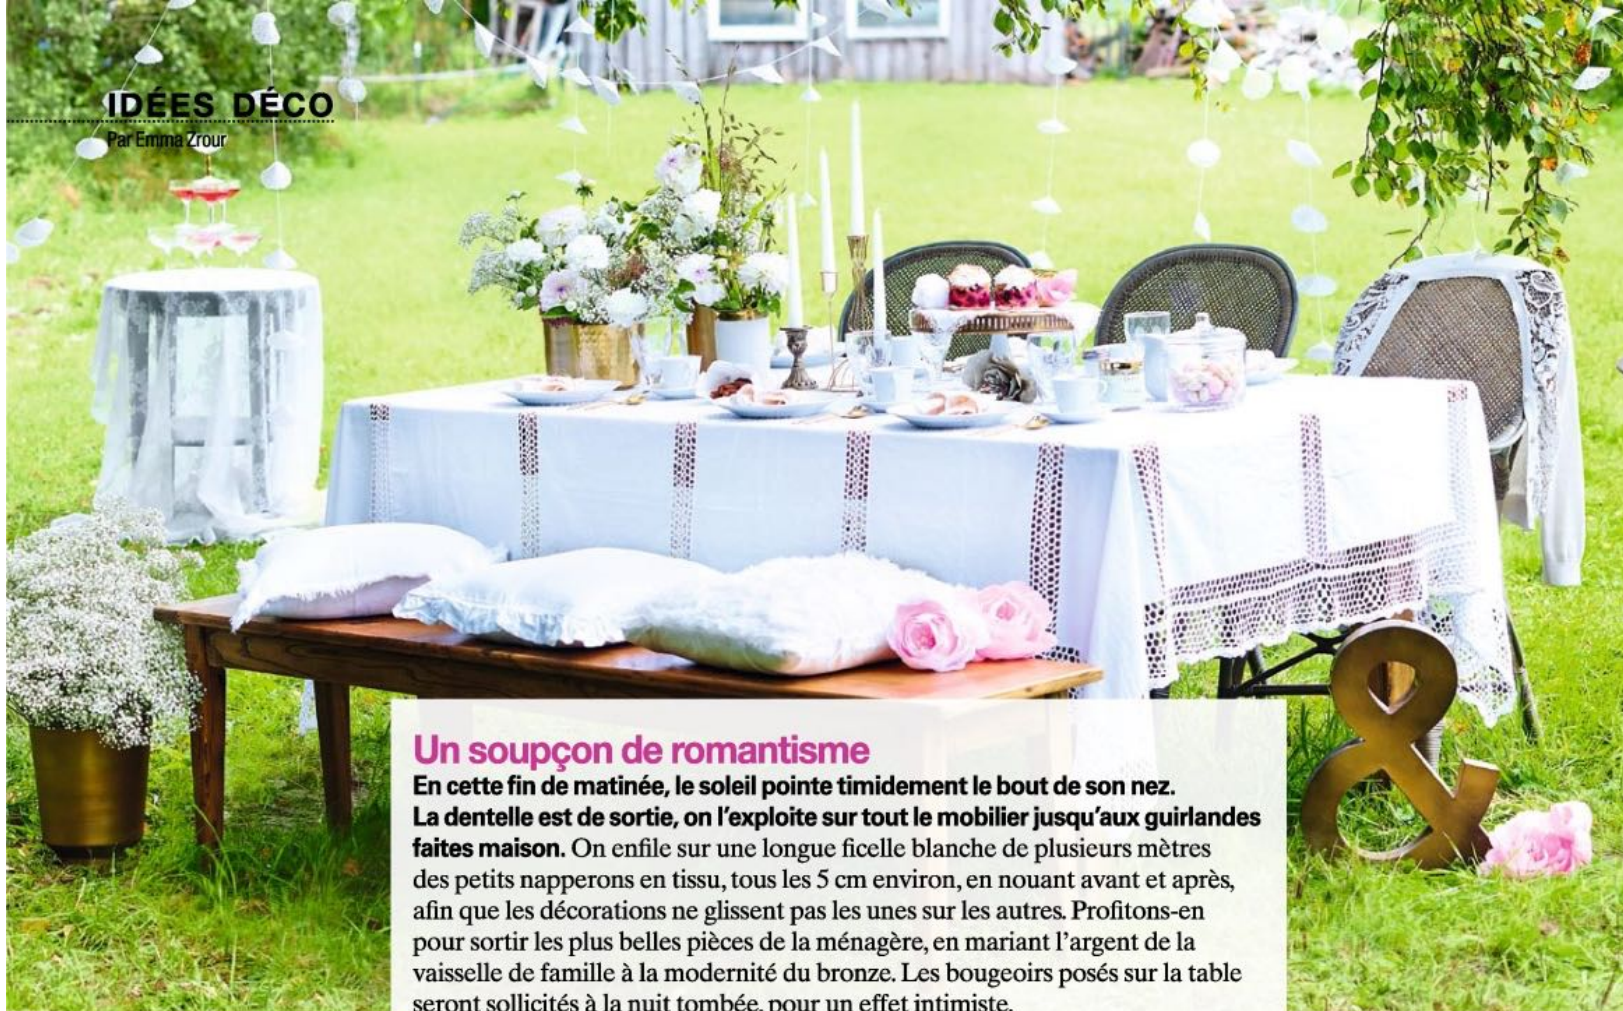 IDÉES DÉCO
Par Emma Zrour
Un soupçon de romantisme
En cette fin de matinée, le soleil pointe timidement le bout de son nez.
La dentelle est de sortie, on l’exploite sur tout le mobilier jusqu’aux guirlandes
faites maison. On enfile sur une longue ficelle blanche de plusieurs mètres
des petits napperons en tissu, tous les 5 cm environ, en nouant avant et après,
afin que les décorations ne glissent pas les unes sur les autres. Profitons-en
pour sortir les plus belles pièces de la ménagère, en mariant l’argent de la
vaisselle de famille à la modernité du bronze. Les bougeoirs posés sur la table
seront sollicités à la nuit tombée, pour un effet intimiste.
&